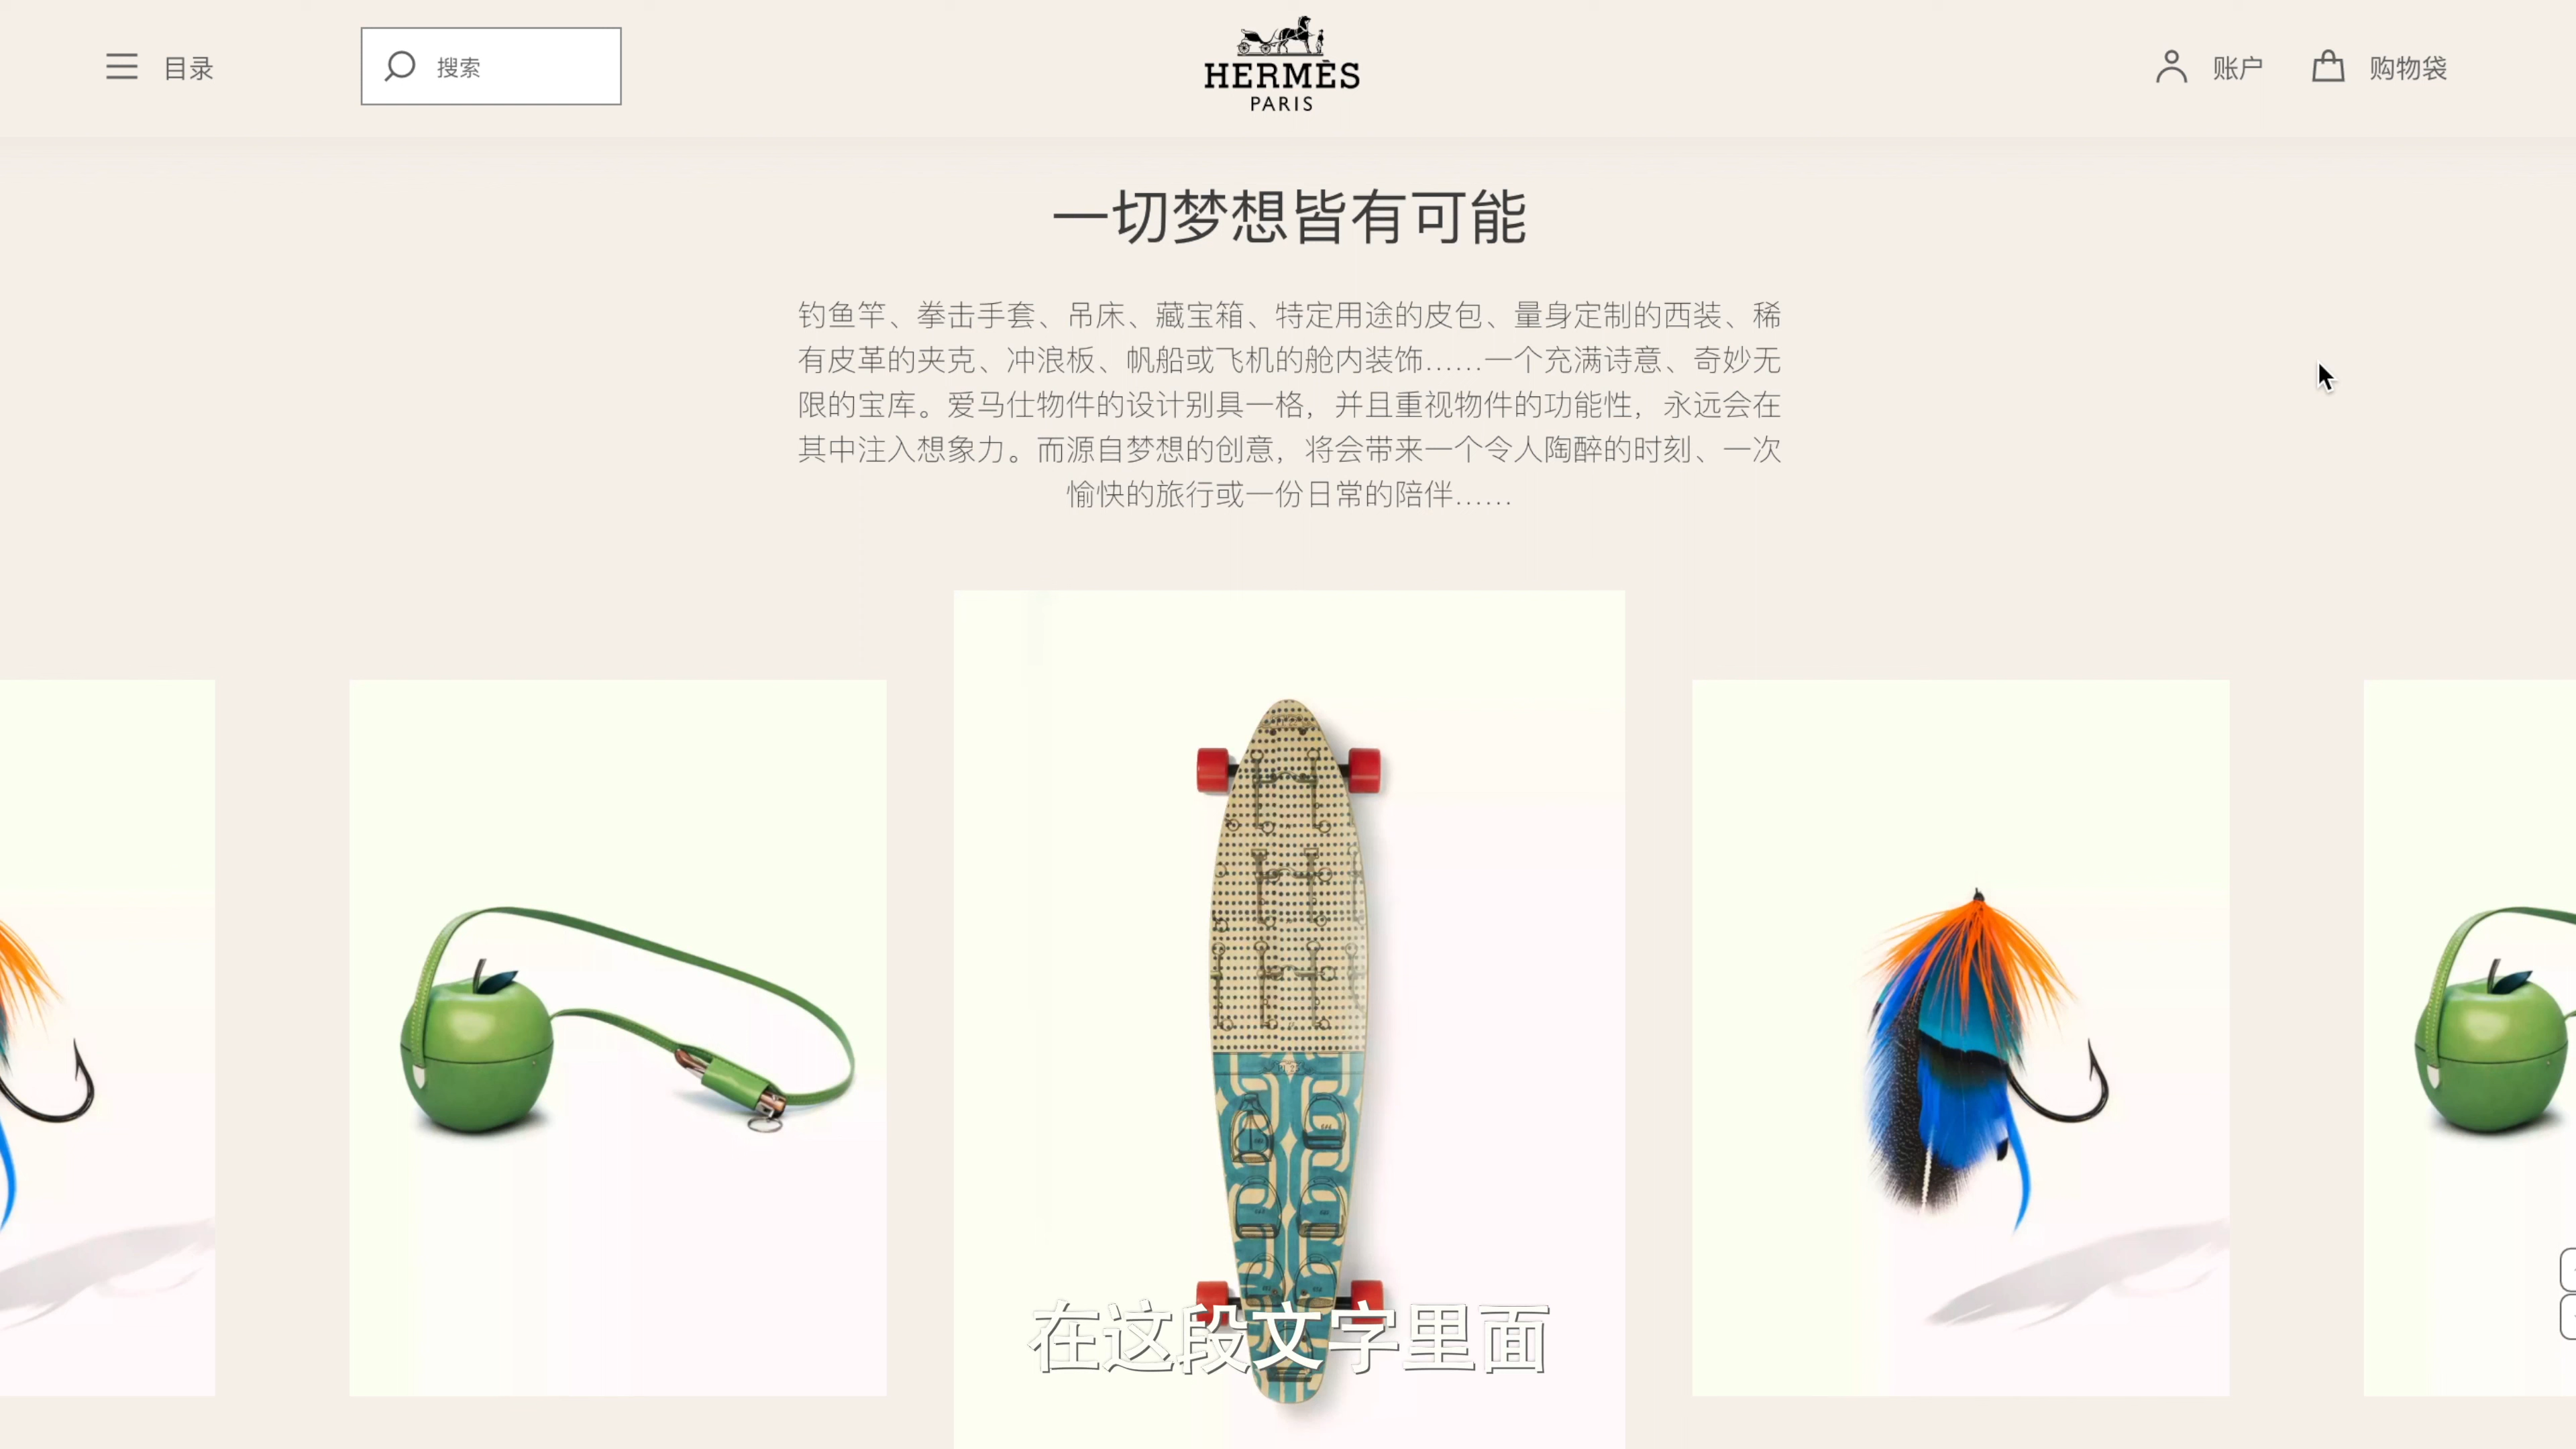 目录
搜索
HERMÈS
PARIS
账户
购物袋
一切梦想皆有可能
钓鱼竿、拳击手套、吊床、藏宝箱、特定用途的皮包、量身定制的西装、稀
有皮革的夹克、冲浪板、帆船或飞机的舱内装饰……一个充满诗意、奇妙无
限的宝库。爱马仕物件的设计别具一格，并且重视物件的功能性，永远会在
其中注入想象力。而源自梦想的创意，将会带来一个令人陶醉的时刻、一次
愉快的旅行或一份日常的陪伴……
在这段文字里面